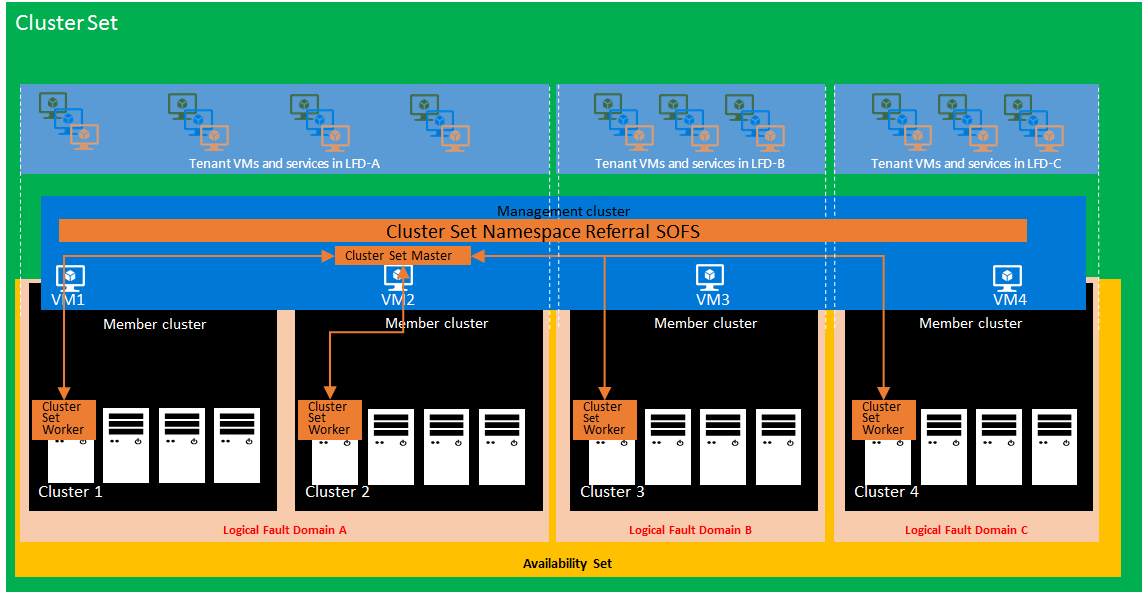 Cluster Set
Tenant VMs and services in LFD-A
Tenant VMs and services in LFD-B
Tenant VMs and services in LFD-C
Management cluster
Cluster Set Namespace Referral SOFS
Cluster Set Master
VM1
VM2
VM3
VM4
Member cluster
Member cluster
Member cluster
Member cluster
Cluster
Set
Worker
Cluster
Set
Worker
Cluster
Set
Worker
Cluster
Set
Worker
Cluster 1
Cluster 2
Cluster 3
Cluster 4
Logical Fault Domain A
Logical Fault Domain B
Logical Fault Domain C
Availability Set